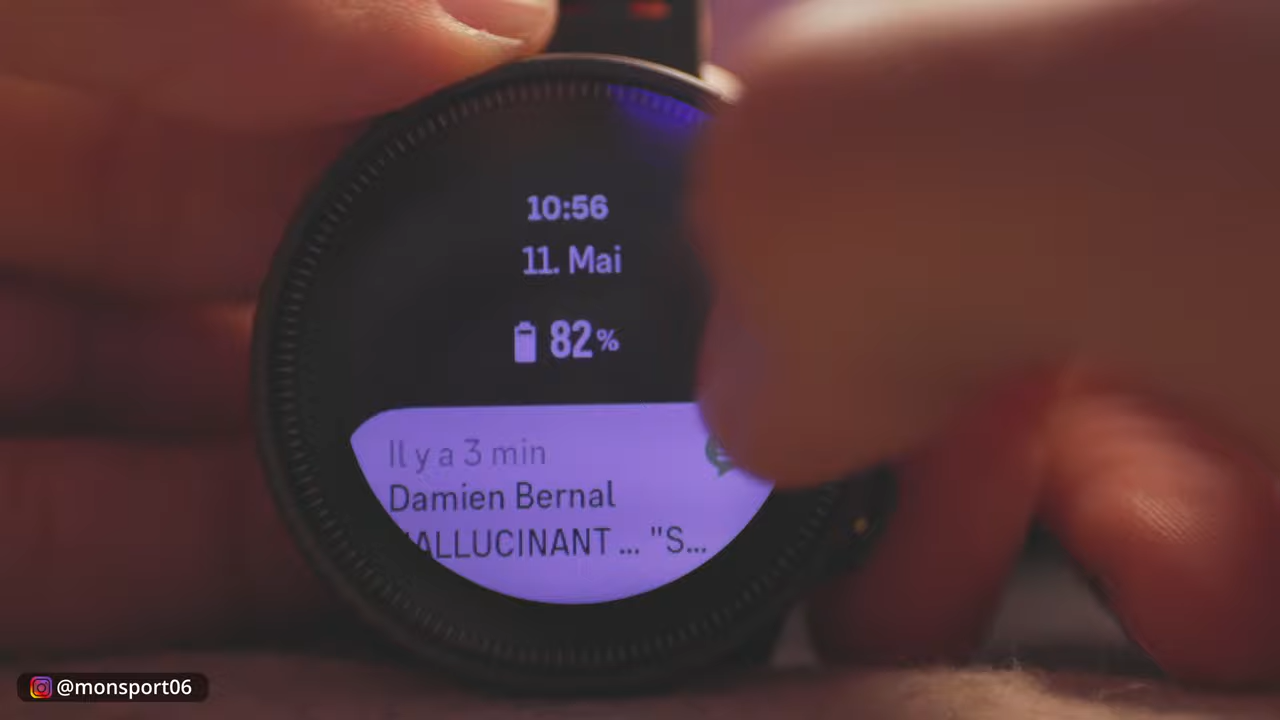 10:56
11. Mai
82%
Il y a 3 min
Damien Bernal
ALLUCINANT ... "S...
@monsport06